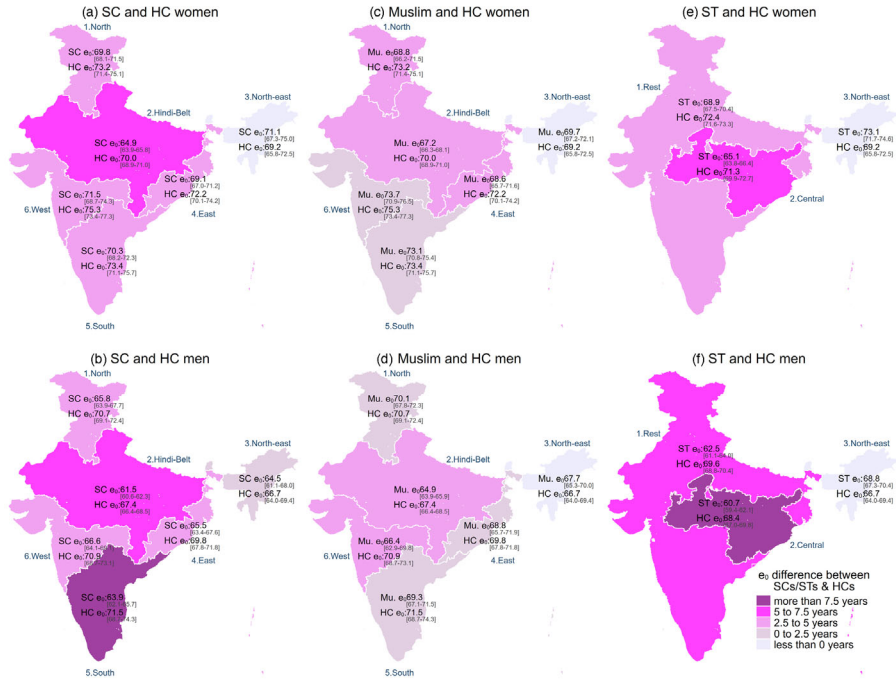 (a) SC and HC women
1.North
SC e₀:69.8
[68.1-71.5]
HC e₀:73.2
[71.4-75.1]
2.Hindi-Belt
3.North-east
SC e₀:71.1
[67.3-75.0]
HC e₀:69.2
[65.8-72.5]
SC e₀:64.9
[63.9-65.8]
HC e₀:70.0
[68.9-71.0]
SC e₀:69.1
[67.0-71.2]
HC e₀:72.2
[70.1-74.2]
4.East
6.West
SC e₀:71.5
[68.7-74.3]
HC e₀:75.3
[73.4-77.3]
SC e₀:70.3
[68.2-72.3]
HC e₀:73.4
[71.1-75.7]
5.South
(c) Muslim and HC women
1.North
Mu. e₀:68.8
[66.2-71.5]
HC e₀:73.2
[71.4-75.1]
2.Hindi-Belt
3.North-east
Mu. e₀:69.7
[67.2-72.1]
HC e₀:69.2
[65.8-72.5]
Mu. e₀:67.2
[66.3-68.1]
HC e₀:70.0
[68.9-71.0]
Mu. e₀:68.6
[65.7-71.6]
HC e₀:72.2
[70.1-74.2]
4.East
6.West
Mu. e₀:73.7
[70.9-76.5]
HC e₀:75.3
[73.4-77.3]
Mu. e₀:73.1
[70.8-75.4]
HC e₀:73.4
[71.1-75.7]
5.South
(e) ST and HC women
1.Rest
ST e₀:68.9
[67.5-70.4]
HC e₀:72.4
[71.6-73.3]
3.North-east
ST e₀:73.1
[71.7-74.6]
HC e₀:69.2
[65.8-72.5]
ST e₀:65.1
[63.8-66.4]
HC e₀:71.3
2.Central
(b) SC and HC men
1.North
SC e₀:65.8
[63.9-67.7]
HC e₀:70.7
[69.1-72.4]
2.Hindi-Belt
3.North-east
SC e₀:64.5
[61.1-68.0]
HC e₀:66.7
[64.0-69.4]
SC e₀:61.5
[60.8-62.3]
HC e₀:67.4
[66.4-68.5]
SC e₀:65.5
[63.4-67.6]
HC e₀:69.8
[67.8-71.8]
4.East
6.West
SC e₀:66.6
HC e₀:70.9
SC e₀:63.9
HC e₀:71.5
5.South
(d) Muslim and HC men
1.North
Mu. e₀:70.1
[67.8-72.3]
HC e₀:70.7
[69.1-72.4]
2.Hindi-Belt
3.North-east
Mu. e₀:67.7
[65.3-70.0]
HC e₀:66.7
[64.0-69.4]
Mu. e₀:64.9
[63.9-65.9]
HC e₀:67.4
[66.4-68.5]
Mu. e₀:68.8
[65.7-71.9]
HC e₀:69.8
[67.8-71.8]
4.East
6.West
Mu. e₀:66.4
[62.9-69.8]
HC e₀:70.9
[68.7-73.1]
Mu. e₀:69.3
[67.1-71.5]
HC e₀:71.5
[68.7-74.3]
5.South
(f) ST and HC men
1.Rest
ST e₀:62.5
HC e₀:69.6
3.North-east
ST e₀:68.8
[67.3-70.4]
HC e₀:66.7
[64.0-69.4]
ST e₀:60.7
HC e₀:68.4
2.Central
e₀ difference between
SCs/STs & HCs
more than 7.5 years
5 to 7.5 years
2.5 to 5 years
0 to 2.5 years
less than 0 years